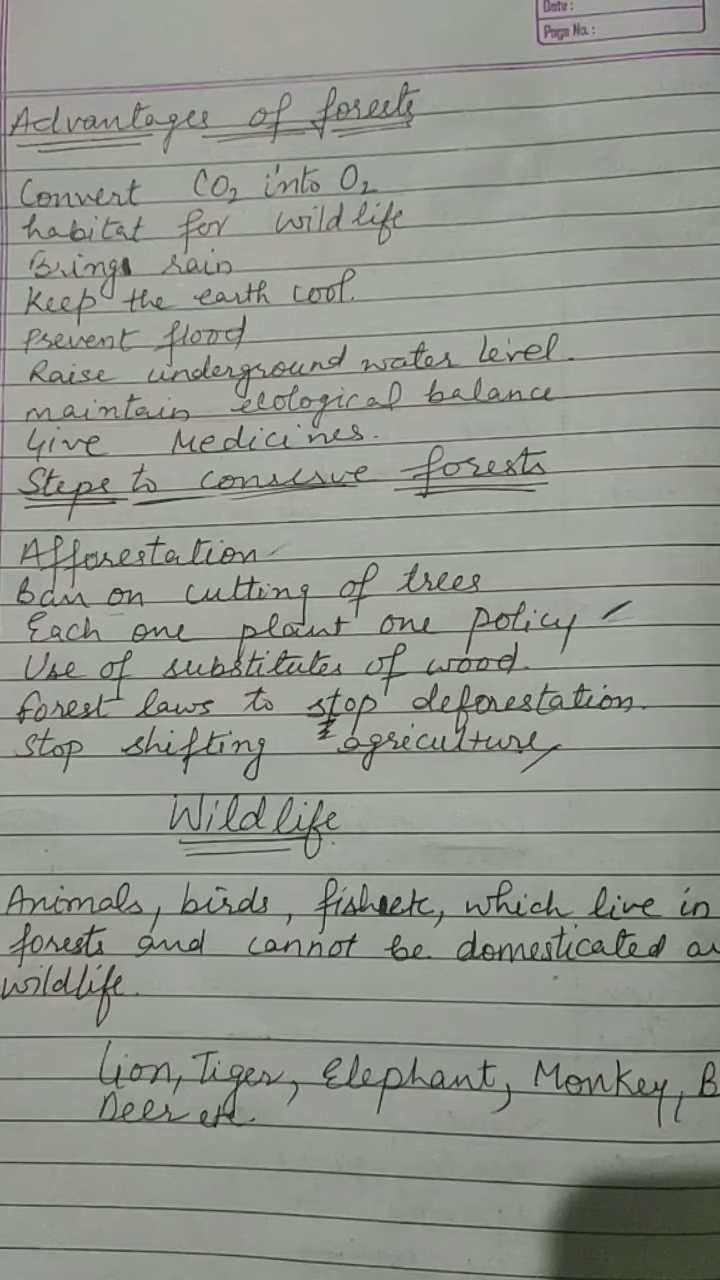 Date :
Page No. :
Advantages of forests
Convert CO₂ into O₂
habitat for wildlife
Brings rain
Keep the earth cool.
Prevent flood
Raise underground water level.
maintain ecological balance
Give Medicines.
Steps to conserve forests
Afforestation
Ban on cutting of trees
Each one plant one policy
Use of substitutes of wood.
forest laws to stop deforestation.
Stop shifting agriculture
Wildlife
Animals, birds, fish etc, which live in
forests and cannot be domesticated a
wildlife.
Lion, Tiger, Elephant, Monkey, B
Deer etc.